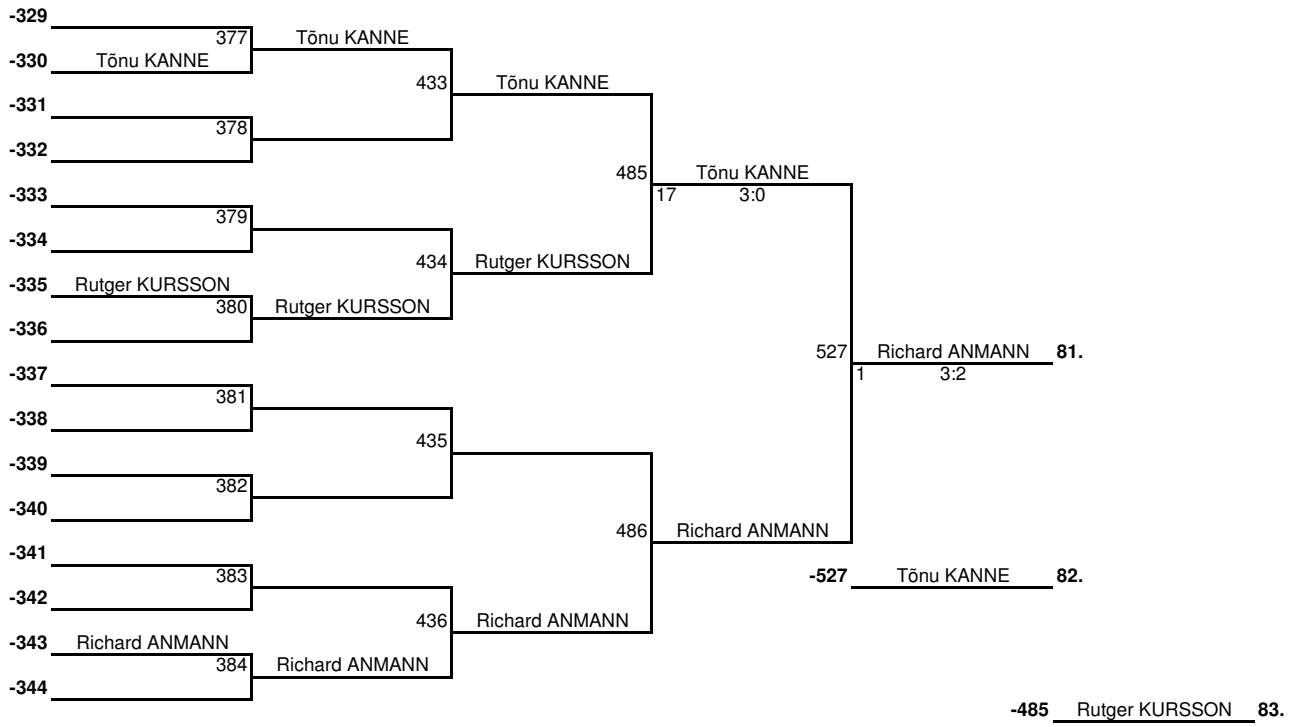 -329
377 Tõnu KANNE
-330 Tõnu KANNE
433 Tõnu KANNE
-331
378
-332
485 Tõnu KANNE
17 3:0
-333
379
-334
434 Rutger KURSSON
-335 Rutger KURSSON
380 Rutger KURSSON
-336
527 Richard ANMANN 81.
1 3:2
-337
381
-338
435
-339
382
-340
486 Richard ANMANN
-341
383
-527 Tõnu KANNE 82.
-342
436 Richard ANMANN
-343 Richard ANMANN
384 Richard ANMANN
-344
-485 Rutger KURSSON 83.